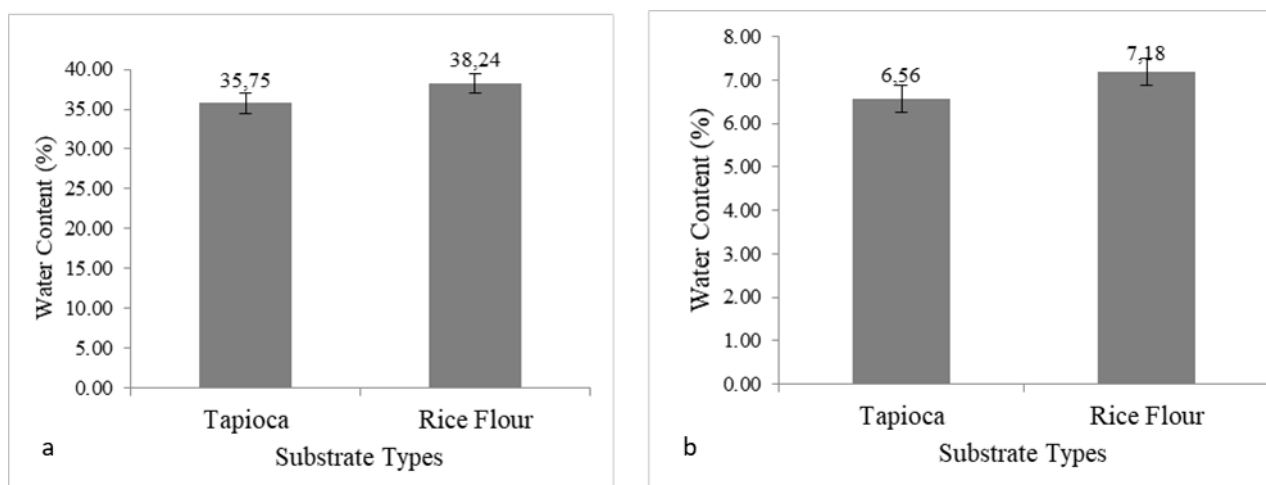 38,24
40.00
35,75
35.00
30.00
25.00
20.00
15.00
10.00
5.00
0.00
Water Content (%)
Tapioca Rice Flour
Substrate Types
a
8.00
7,18
7.00
6,56
6.00
5.00
4.00
3.00
2.00
1.00
0.00
Water Content (%)
Tapioca Rice Flour
Substrate Types
b